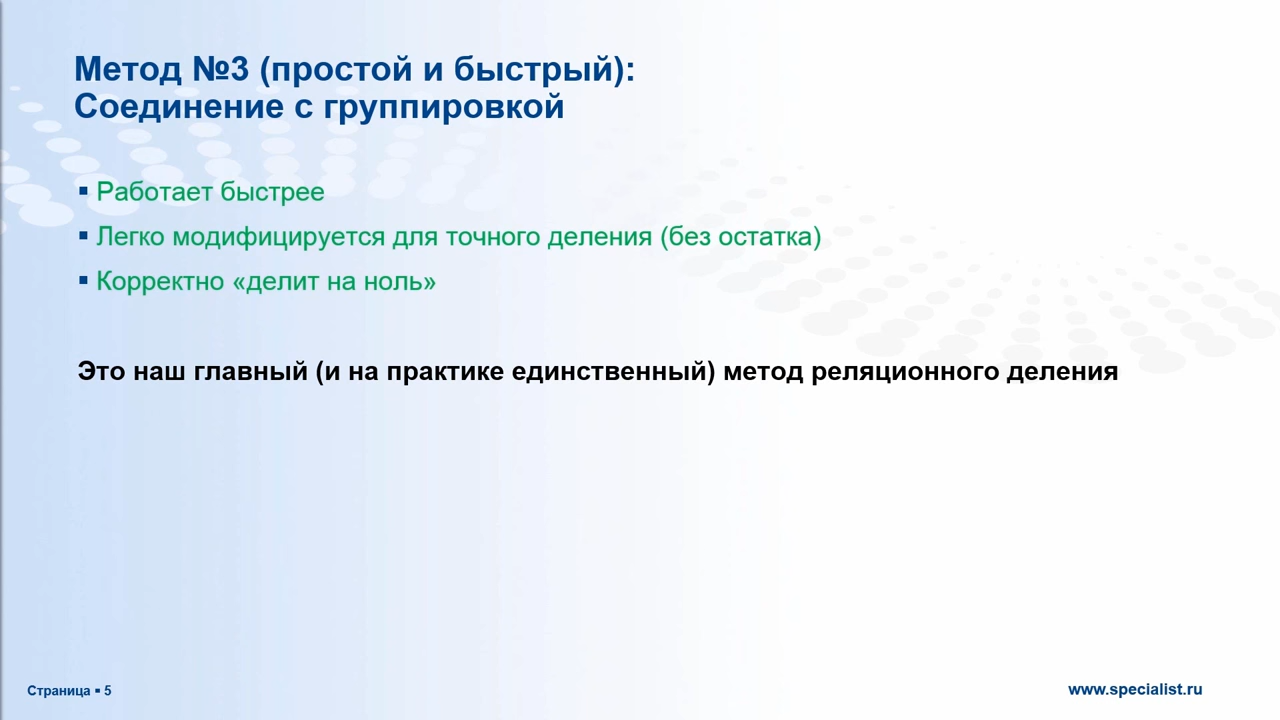 Метод №3 (простой и быстрый):
Соединение с группировкой
▪ Работает быстрее
▪ Легко модифицируется для точного деления (без остатка)
▪ Корректно «делит на ноль»
Это наш главный (и на практике единственный) метод реляционного деления
Страница ▪ 5
www.specialist.ru